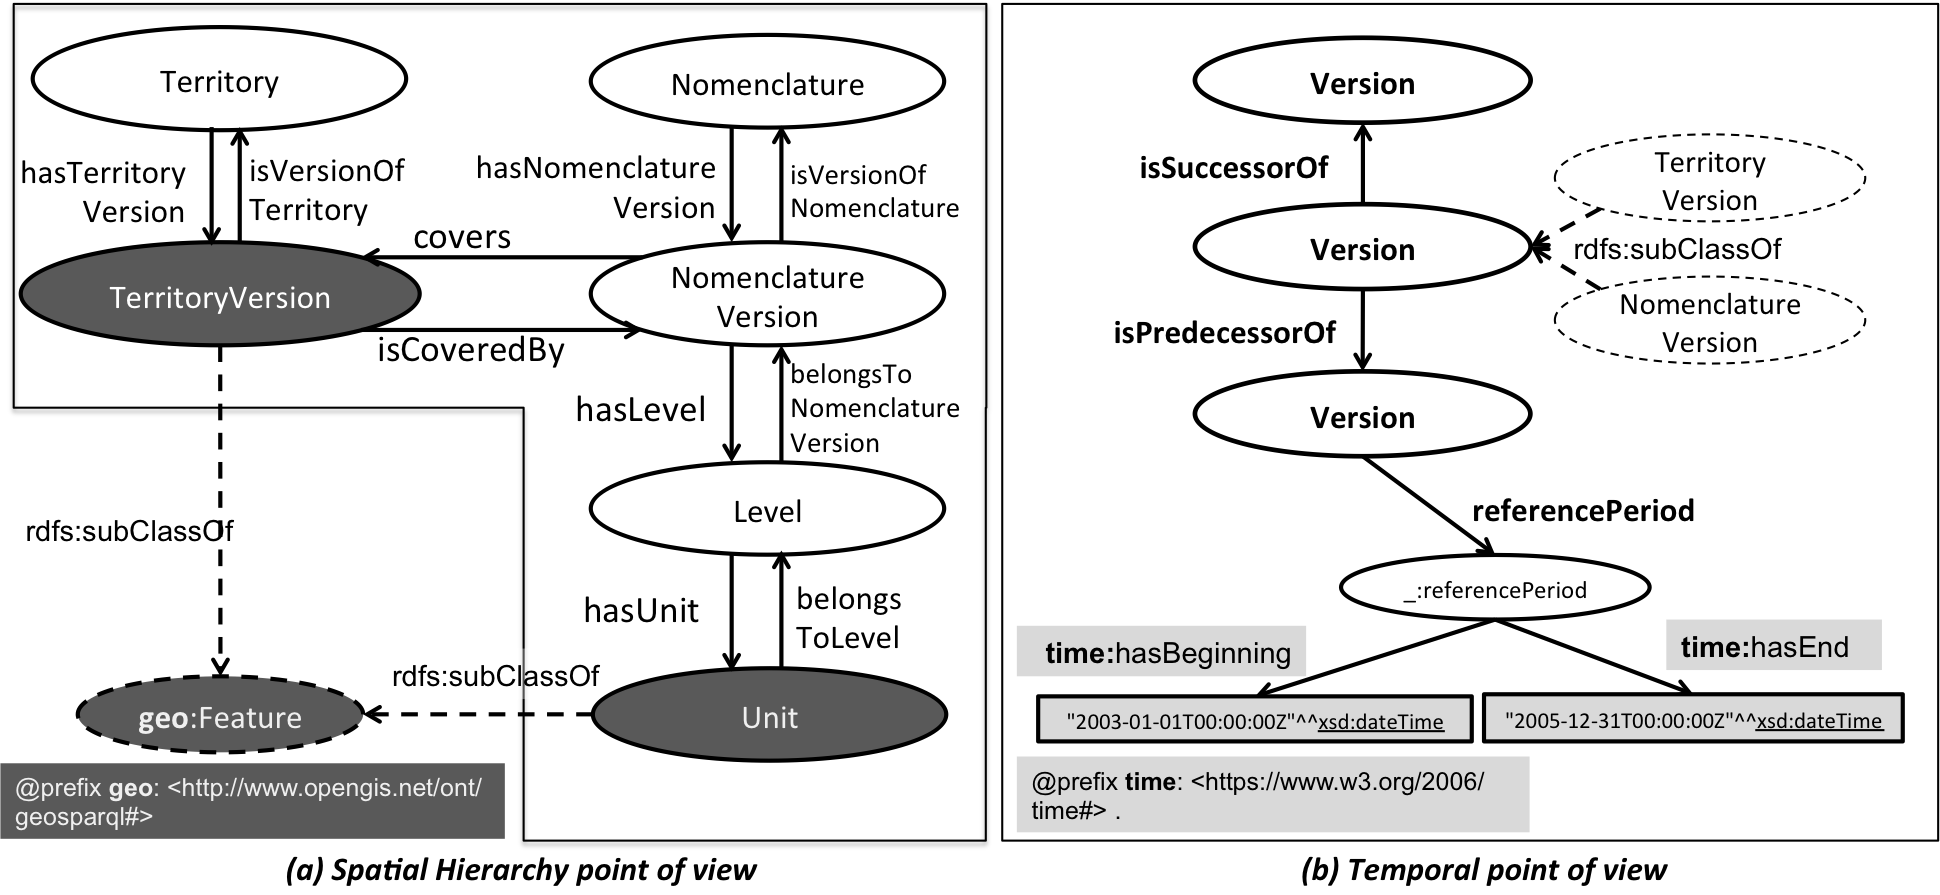 Territory
Nomenclature
hasTerritory
Version
isVersionOf
Territory
hasNomenclature
Version
isVersionOf
Nomenclature
covers
TerritoryVersion
Nomenclature
Version
isCoveredBy
hasLevel
belongsTo
Nomenclature
Version
Level
rdfs:subClassOf
hasUnit
belongs
ToLevel
rdfs:subClassOf
geo:Feature
Unit
@prefix geo: <http://www.opengis.net/ont/
geosparql#>
(a) Spatial Hierarchy point of view
Version
isSuccessorOf
Territory
Version
Version
rdfs:subClassOf
Nomenclature
Version
isPredecessorOf
Version
referencePeriod
_:referencePeriod
time:hasBeginning
time:hasEnd
"2003-01-01T00:00:00Z"^^xsd:dateTime
"2005-12-31T00:00:00Z"^^xsd:dateTime
@prefix time: <https://www.w3.org/2006/
time#> .
(b) Temporal point of view